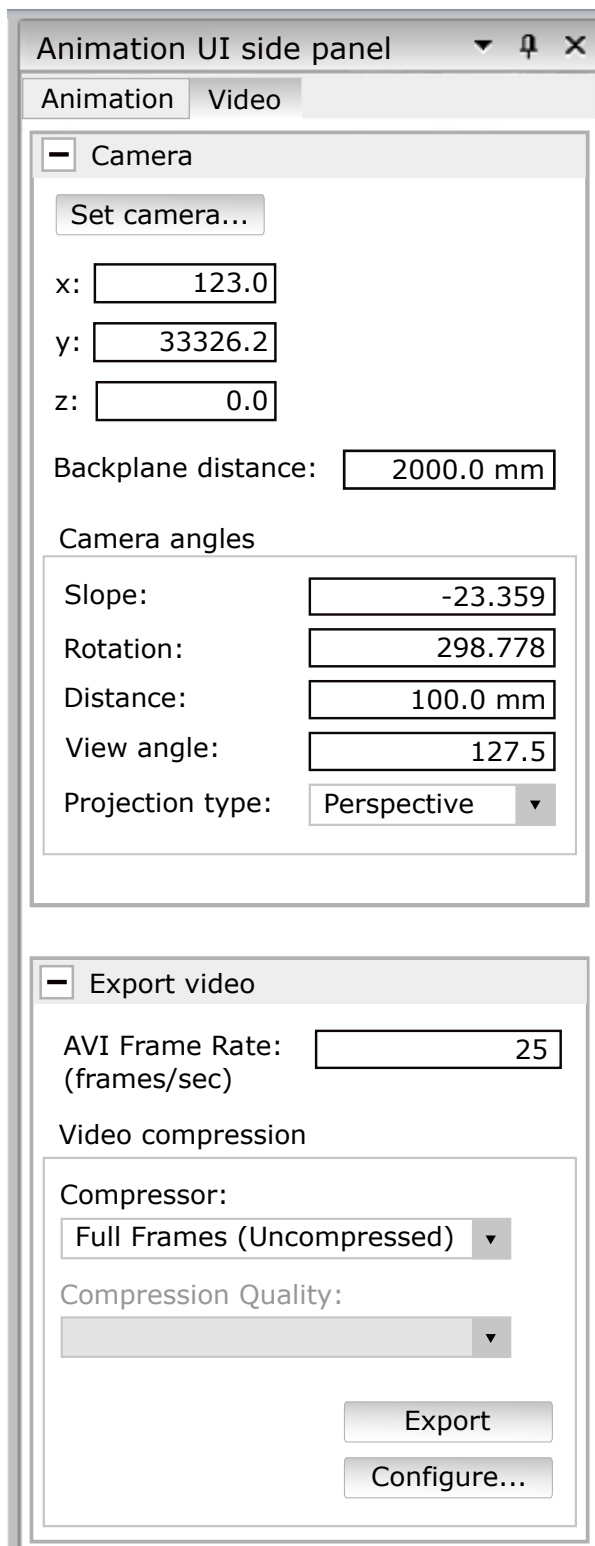 Animation UI side panel
Animation Video
Camera
Set camera...
x: 123.0
y: 33326.2
z: 0.0
Backplane distance: 2000.0 mm
Camera angles
Slope: -23.359
Rotation: 298.778
Distance: 100.0 mm
View angle: 127.5
Projection type: Perspective
Export video
AVI Frame Rate: 25
(frames/sec)
Video compression
Compressor:
Full Frames (Uncompressed)
Compression Quality:
Export
Configure...